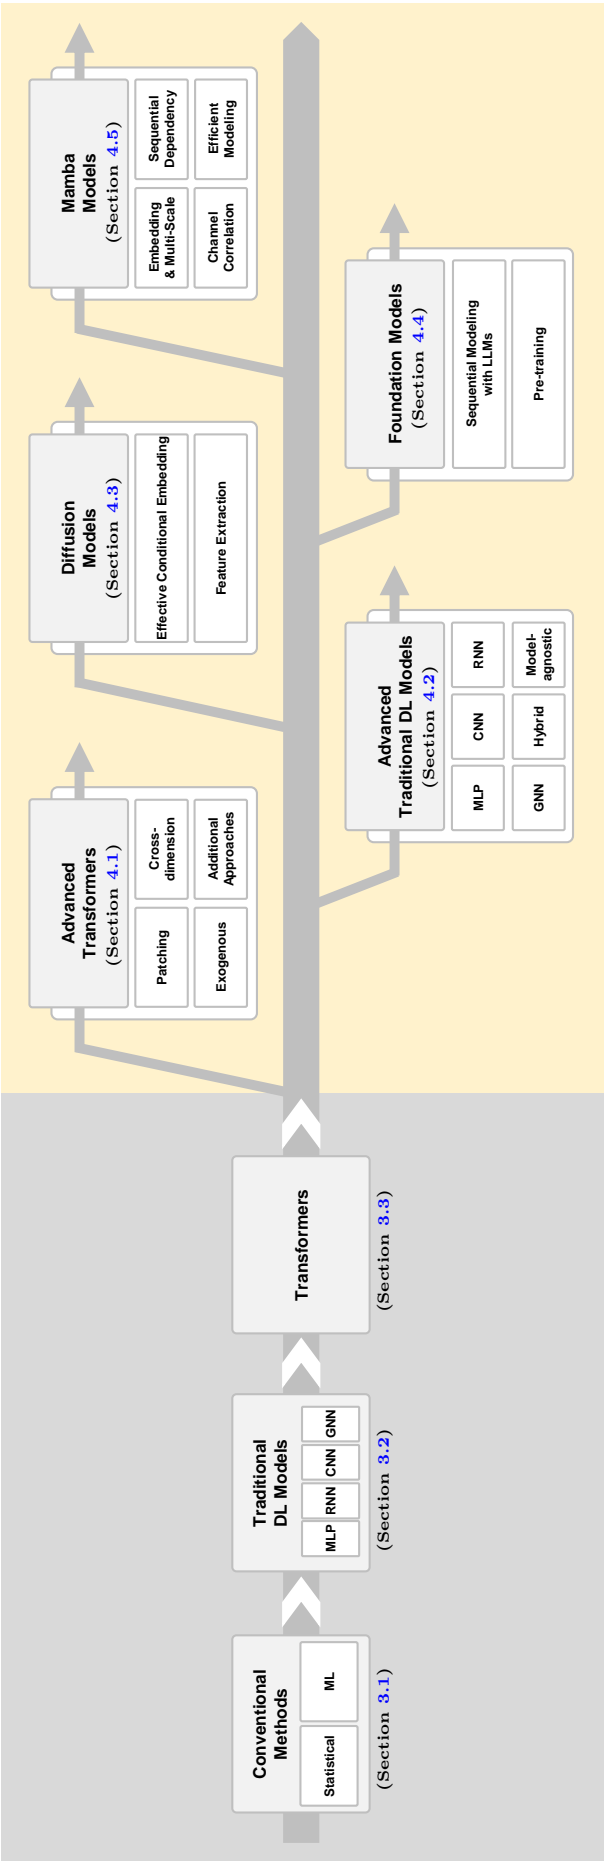 Conventional
Methods
Statistical
ML
(Section 3.1)
Traditional
DL Models
MLP
RNN
CNN
GNN
(Section 3.2)
Transformers
(Section 3.3)
Advanced
Transformers
(Section 4.1)
Patching
Cross-
dimension
Exogenous
Additional
Approaches
Advanced
Traditional DL Models
(Section 4.2)
MLP
CNN
RNN
GNN
Hybrid
Model-
agnostic
Diffusion
Models
(Section 4.3)
Effective Conditional Embedding
Feature Extraction
Foundation Models
(Section 4.4)
Sequential Modeling
with LLMs
Pre-training
Mamba
Models
(Section 4.5)
Embedding
& Multi-Scale
Sequential
Dependency
Channel
Correlation
Efficient
Modeling